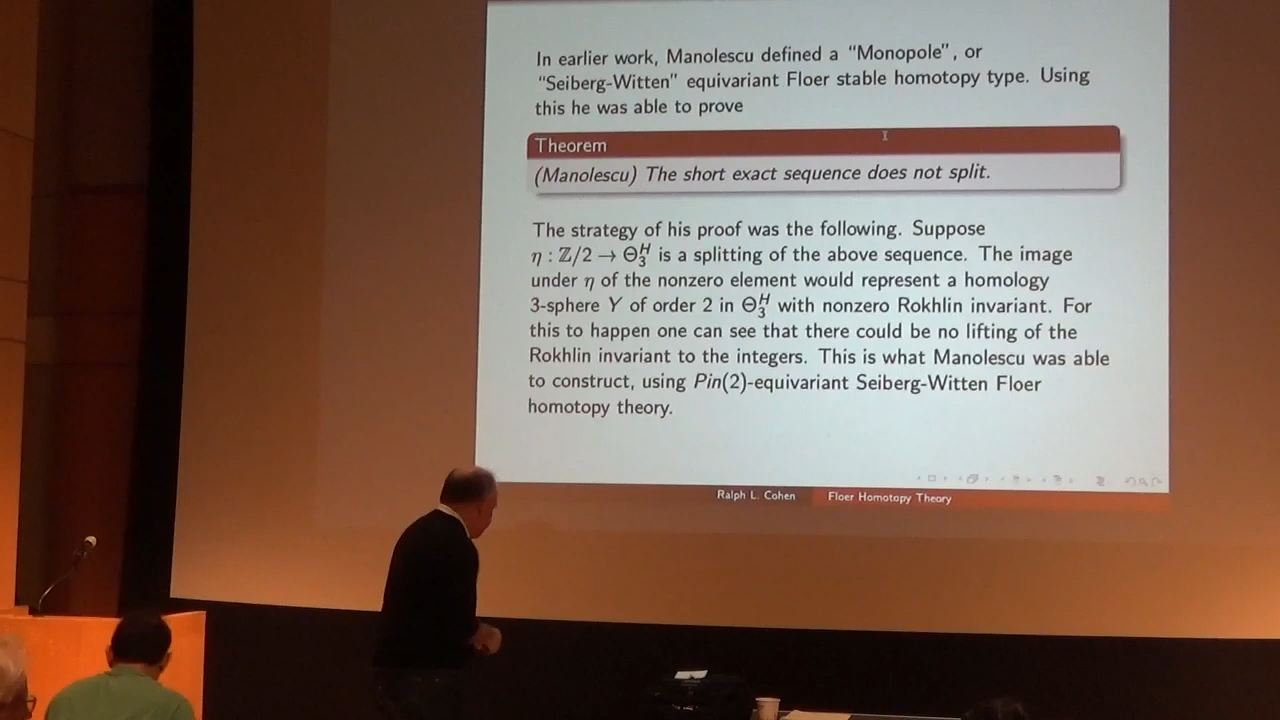 In earlier work, Manolescu defined a “Monopole”, or
“Seiberg-Witten” equivariant Floer stable homotopy type. Using
this he was able to prove
Theorem
(Manolescu) The short exact sequence does not split.
The strategy of his proof was the following. Suppose
η : ℤ/2 → Θ₃ᴴ is a splitting of the above sequence. The image
under η of the nonzero element would represent a homology
3-sphere Y of order 2 in Θ₃ᴴ with nonzero Rokhlin invariant. For
this to happen one can see that there could be no lifting of the
Rokhlin invariant to the integers. This is what Manolescu was able
to construct, using Pin(2)-equivariant Seiberg-Witten Floer
homotopy theory.
Ralph L. Cohen Floer Homotopy Theory